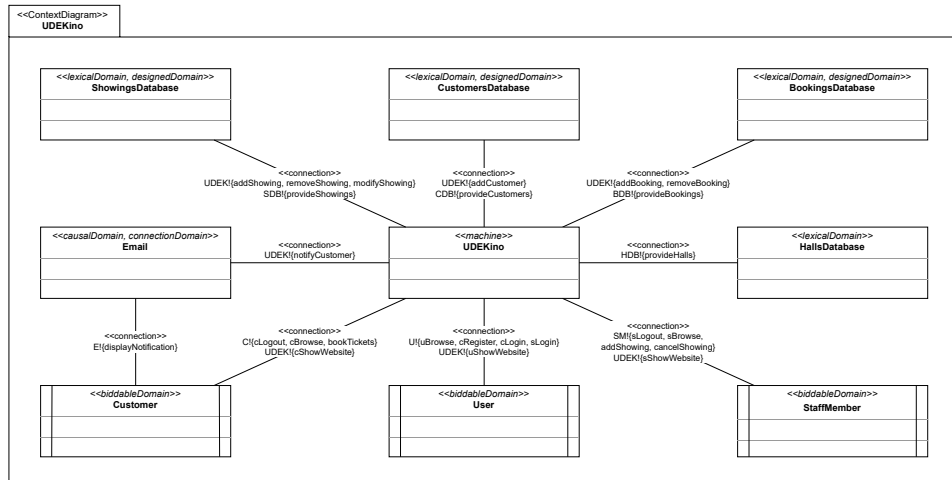 <<ContextDiagram>>
UDEKino
<<lexicalDomain, designedDomain>>
ShowingsDatabase
<<lexicalDomain, designedDomain>>
CustomersDatabase
<<lexicalDomain, designedDomain>>
BookingsDatabase
<<connection>>
UDEK!{addShowing, removeShowing, modifyShowing}
SDB!{provideShowings}
<<connection>>
UDEK!{addCustomer}
CDB!{provideCustomers}
<<connection>>
UDEK!{addBooking, removeBooking}
BDB!{provideBookings}
<<causalDomain, connectionDomain>>
Email
<<connection>>
UDEK!{notifyCustomer}
<<machine>>
UDEKino
<<connection>>
HDB!{provideHalls}
<<lexicalDomain>>
HallsDatabase
<<connection>>
E!{displayNotification}
<<connection>>
C!{cLogout, cBrowse, bookTickets}
UDEK!{cShowWebsite}
<<connection>>
U!{uBrowse, cRegister, cLogin, sLogin}
UDEK!{uShowWebsite}
<<connection>>
SM!{sLogout, sBrowse,
addShowing, cancelShowing}
UDEK!{sShowWebsite}
<<biddableDomain>>
Customer
<<biddableDomain>>
User
<<biddableDomain>>
StaffMember